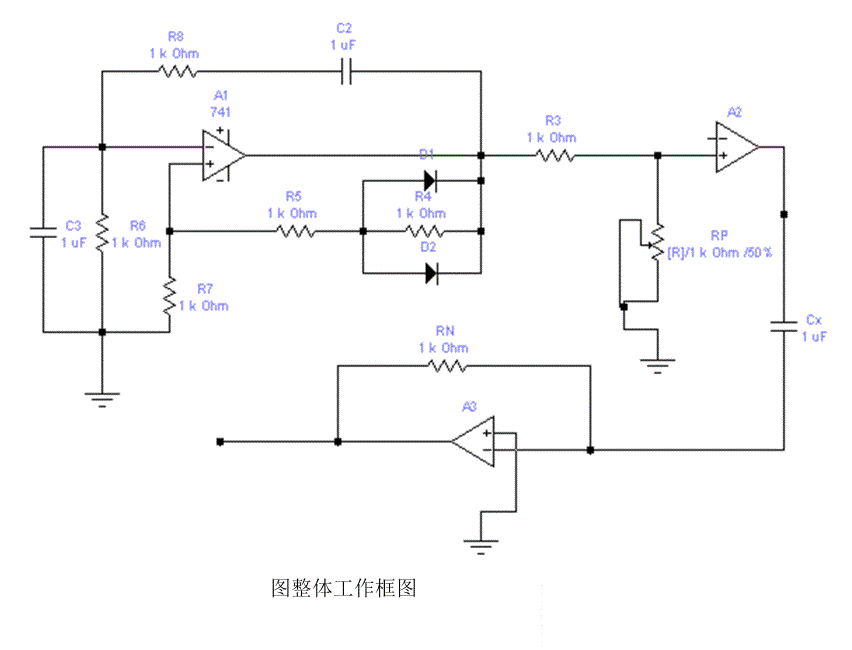 R8
1 k Ohm
C2
1 uF
A1
741
R3
1 k Ohm
A2
D1
R5
1 k Ohm
R4
1 k Ohm
C3
1 uF
R6
1 k Ohm
D2
RP
[R]/1 k Ohm /50%
R7
1 k Ohm
Cx
1 uF
RN
1 k Ohm
A3
图整体工作框图